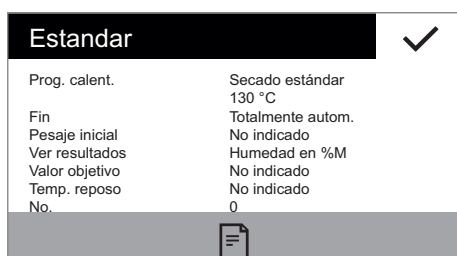 Estandar
Prog. calent. Secado estándar
130 °C
Fin Totalmente autom.
Pesaje inicial No indicado
Ver resultados Humedad en %M
Valor objetivo No indicado
Temp. reposo No indicado
No. 0